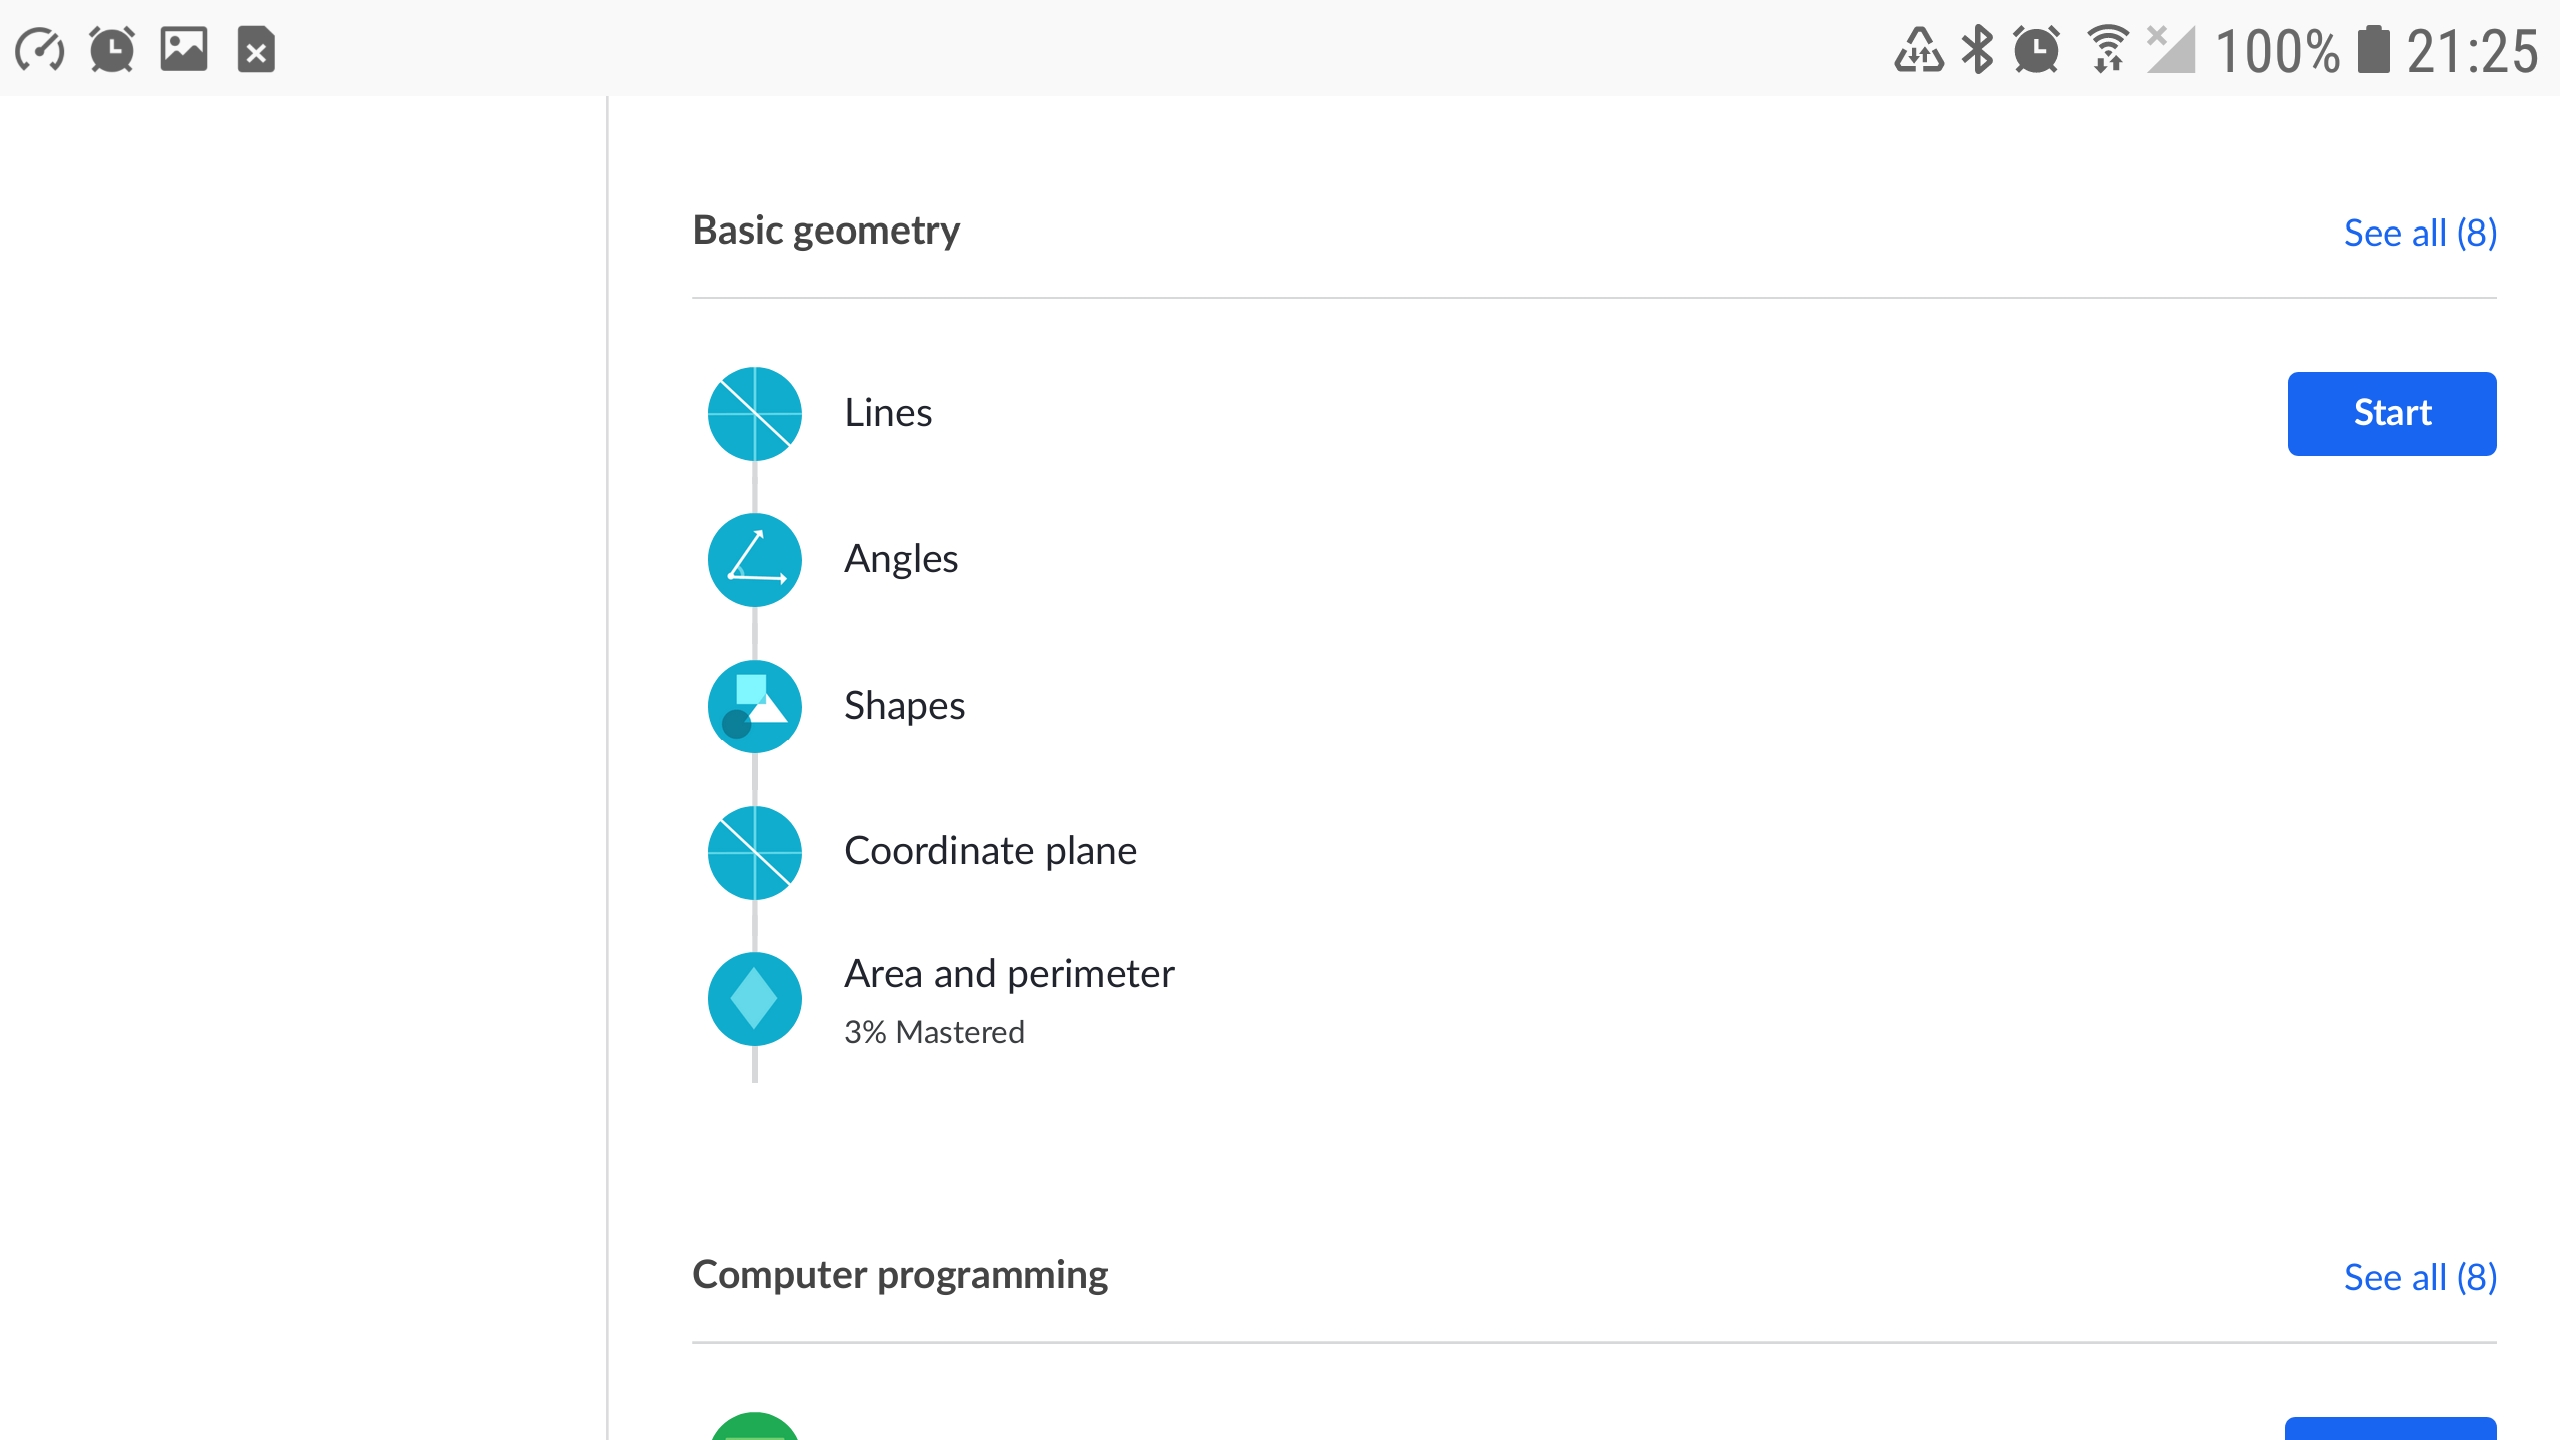 100% 21:25
Basic geometry
See all (8)
Lines
Start
Angles
Shapes
Coordinate plane
Area and perimeter
3% Mastered
Computer programming
See all (8)